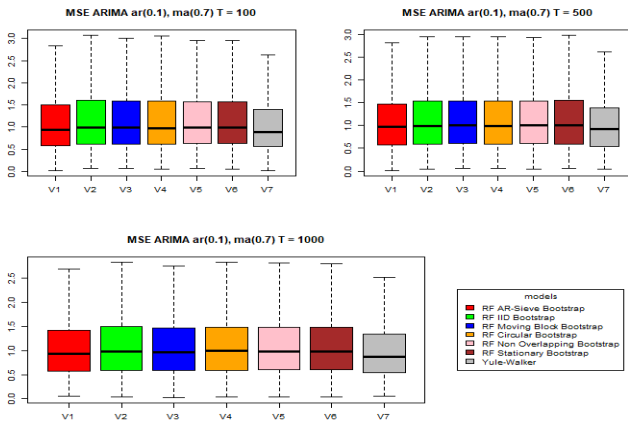 MSE ARIMA ar(0.1), ma(0.7) T = 100
3.0
2.5
2.0
1.5
1.0
0.5
0.0
V1 V2 V3 V4 V5 V6 V7
MSE ARIMA ar(0.1), ma(0.7) T = 500
3.0
2.5
2.0
1.5
1.0
0.5
0.0
V1 V2 V3 V4 V5 V6 V7
MSE ARIMA ar(0.1), ma(0.7) T = 1000
2.5
2.0
1.5
1.0
0.5
0.0
V1 V2 V3 V4 V5 V6 V7
models
RF AR-Sieve Bootstrap
RF IID Bootstrap
RF Moving Block Bootstrap
RF Circular Bootstrap
RF Non Overlapping Bootstrap
RF Stationary Bootstrap
Yule-Walker